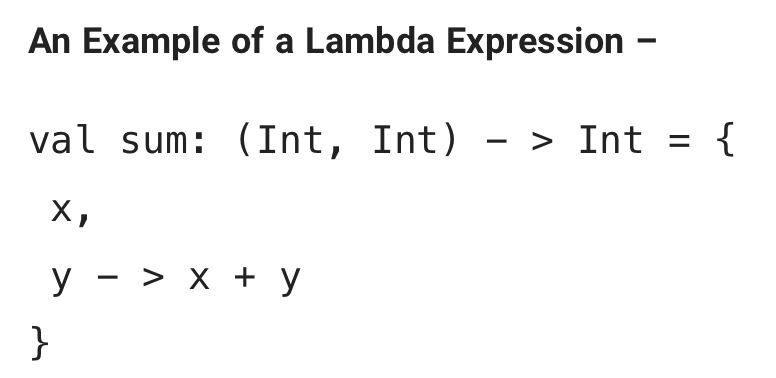 An Example of a Lambda Expression –
val sum: (Int, Int) – > Int = {
x,
y – > x + y
}